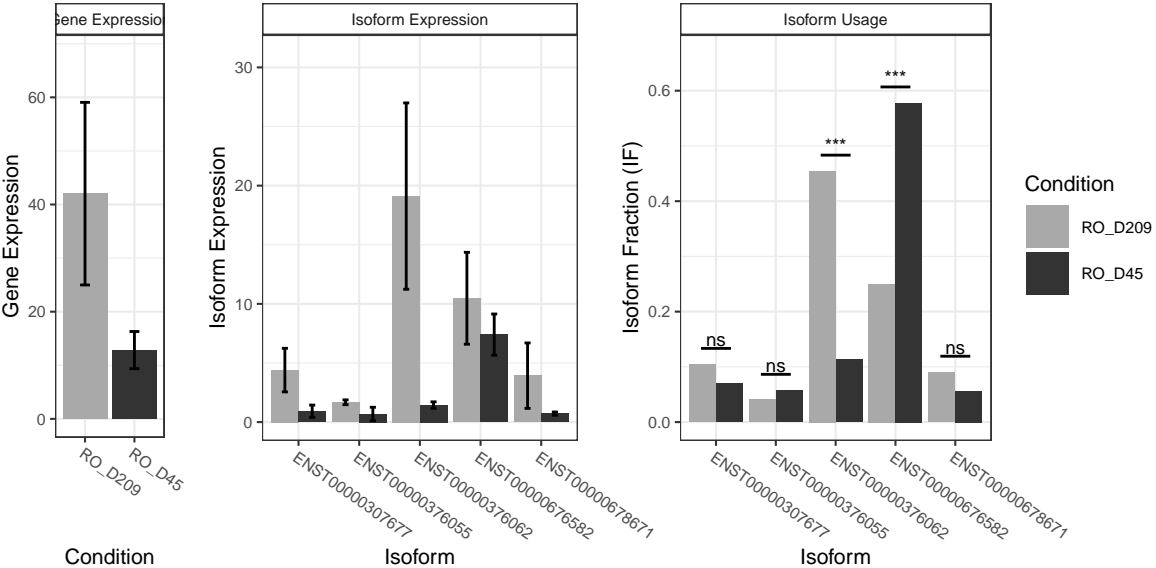 Gene Expression
Isoform Expression
Isoform Usage
Gene Expression
60
40
20
0
RO_D209
RO_D45
Condition
Isoform Expression
30
20
10
0
ENST00000307677
ENST00000376055
ENST00000376062
ENST00000676582
ENST00000678671
Isoform
Isoform Fraction (IF)
0.6
0.4
0.2
0.0
ns
ns
***
***
ns
ENST00000307677
ENST00000376055
ENST00000376062
ENST00000676582
ENST00000678671
Isoform
Condition
RO_D209
RO_D45